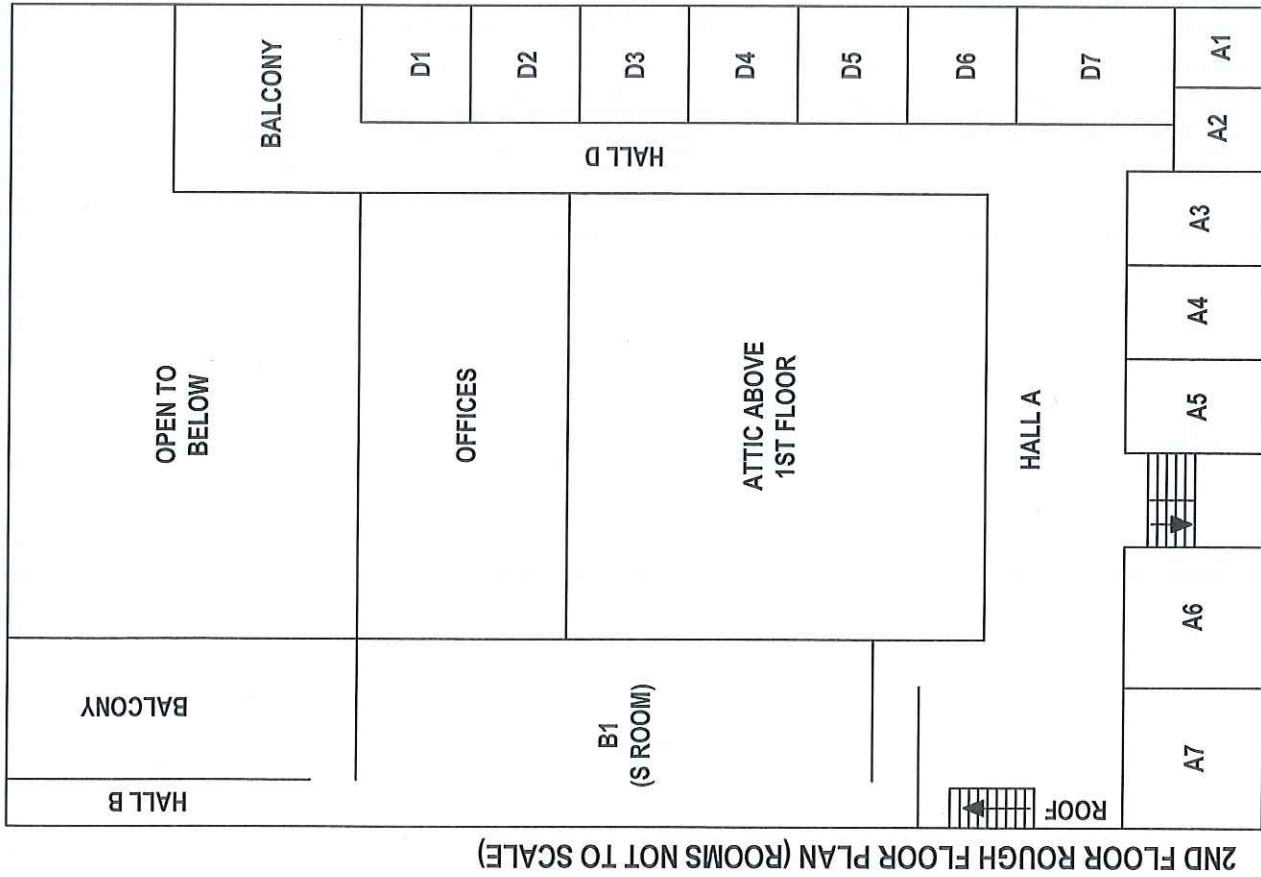 2ND FLOOR ROUGH FLOOR PLAN (ROOMS NOT TO SCALE)
HALL B
BALCONY
OPEN TO
BELOW
BALCONY
D1
D2
D3
D4
D5
D6
D7
HALL D
OFFICES
ATTIC ABOVE
1ST FLOOR
B1
(S ROOM)
HALL A
ROOF
A7
A6
A5
A4
A3
A2
A1